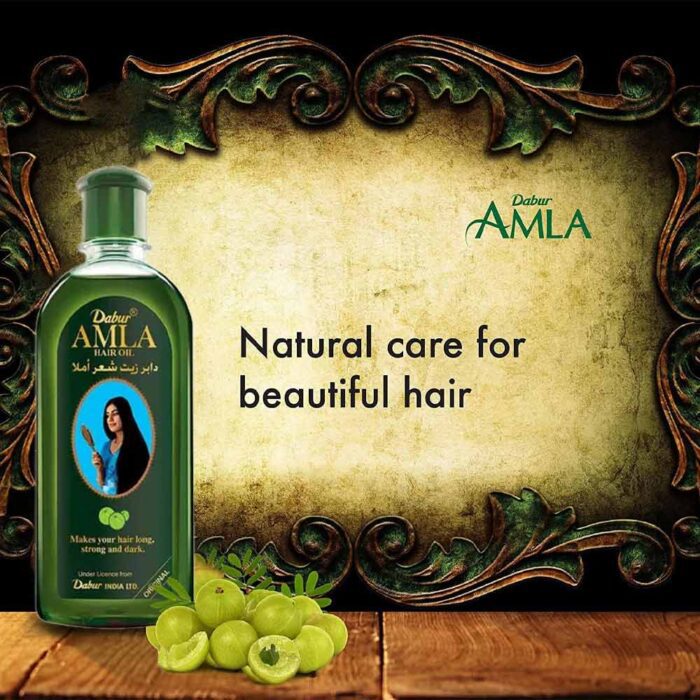 Dabur
AMLA
Natural care for
beautiful hair
Dabur®
AMLA
HAIR OIL
دابر زيت شعر أملا
Makes your hair long,
strong and dark.
Under Licence from
Dabur INDIA LTD.
ORIGINAL